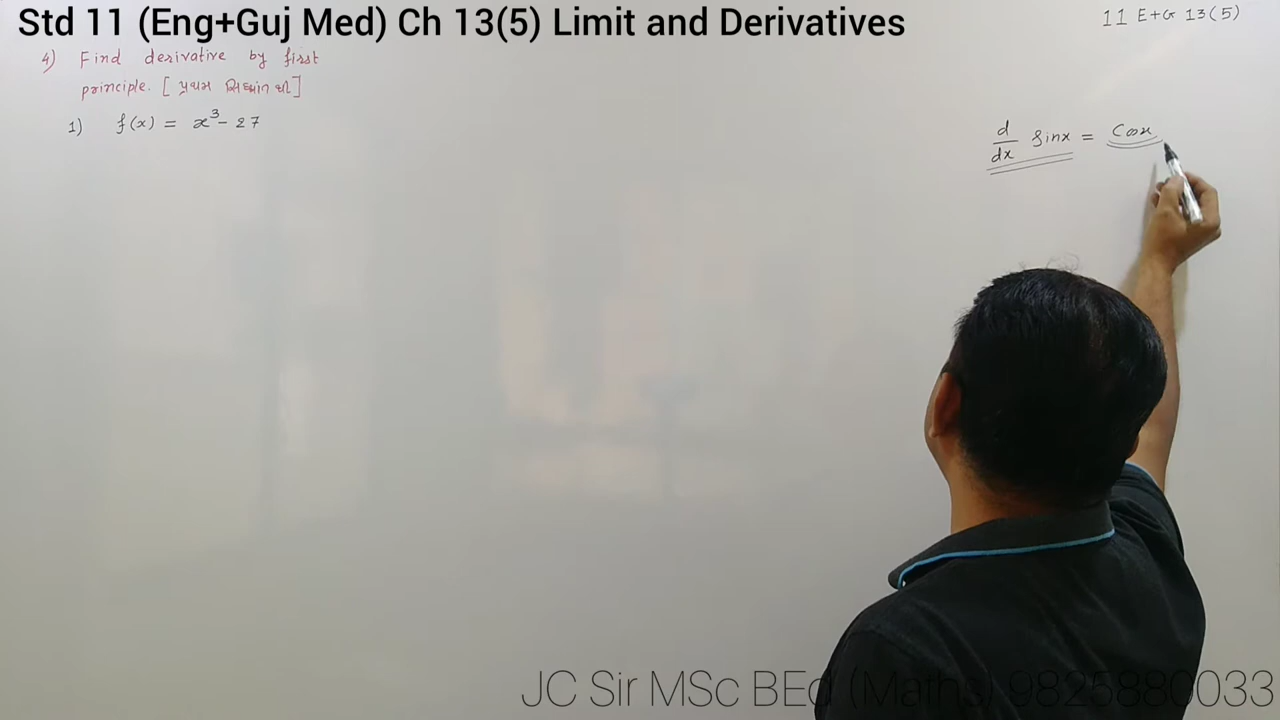 Std 11 (Eng+Guj Med) Ch 13(5) Limit and Derivatives
11 E+G 13(5)
4) Find derivative by first
principle. [પ્રથમ સિદ્ધાંત થી]
1) f(x) = x³ - 27
d/dx sinx = cosx
JC Sir MSc BEd (Maths) 9825880033